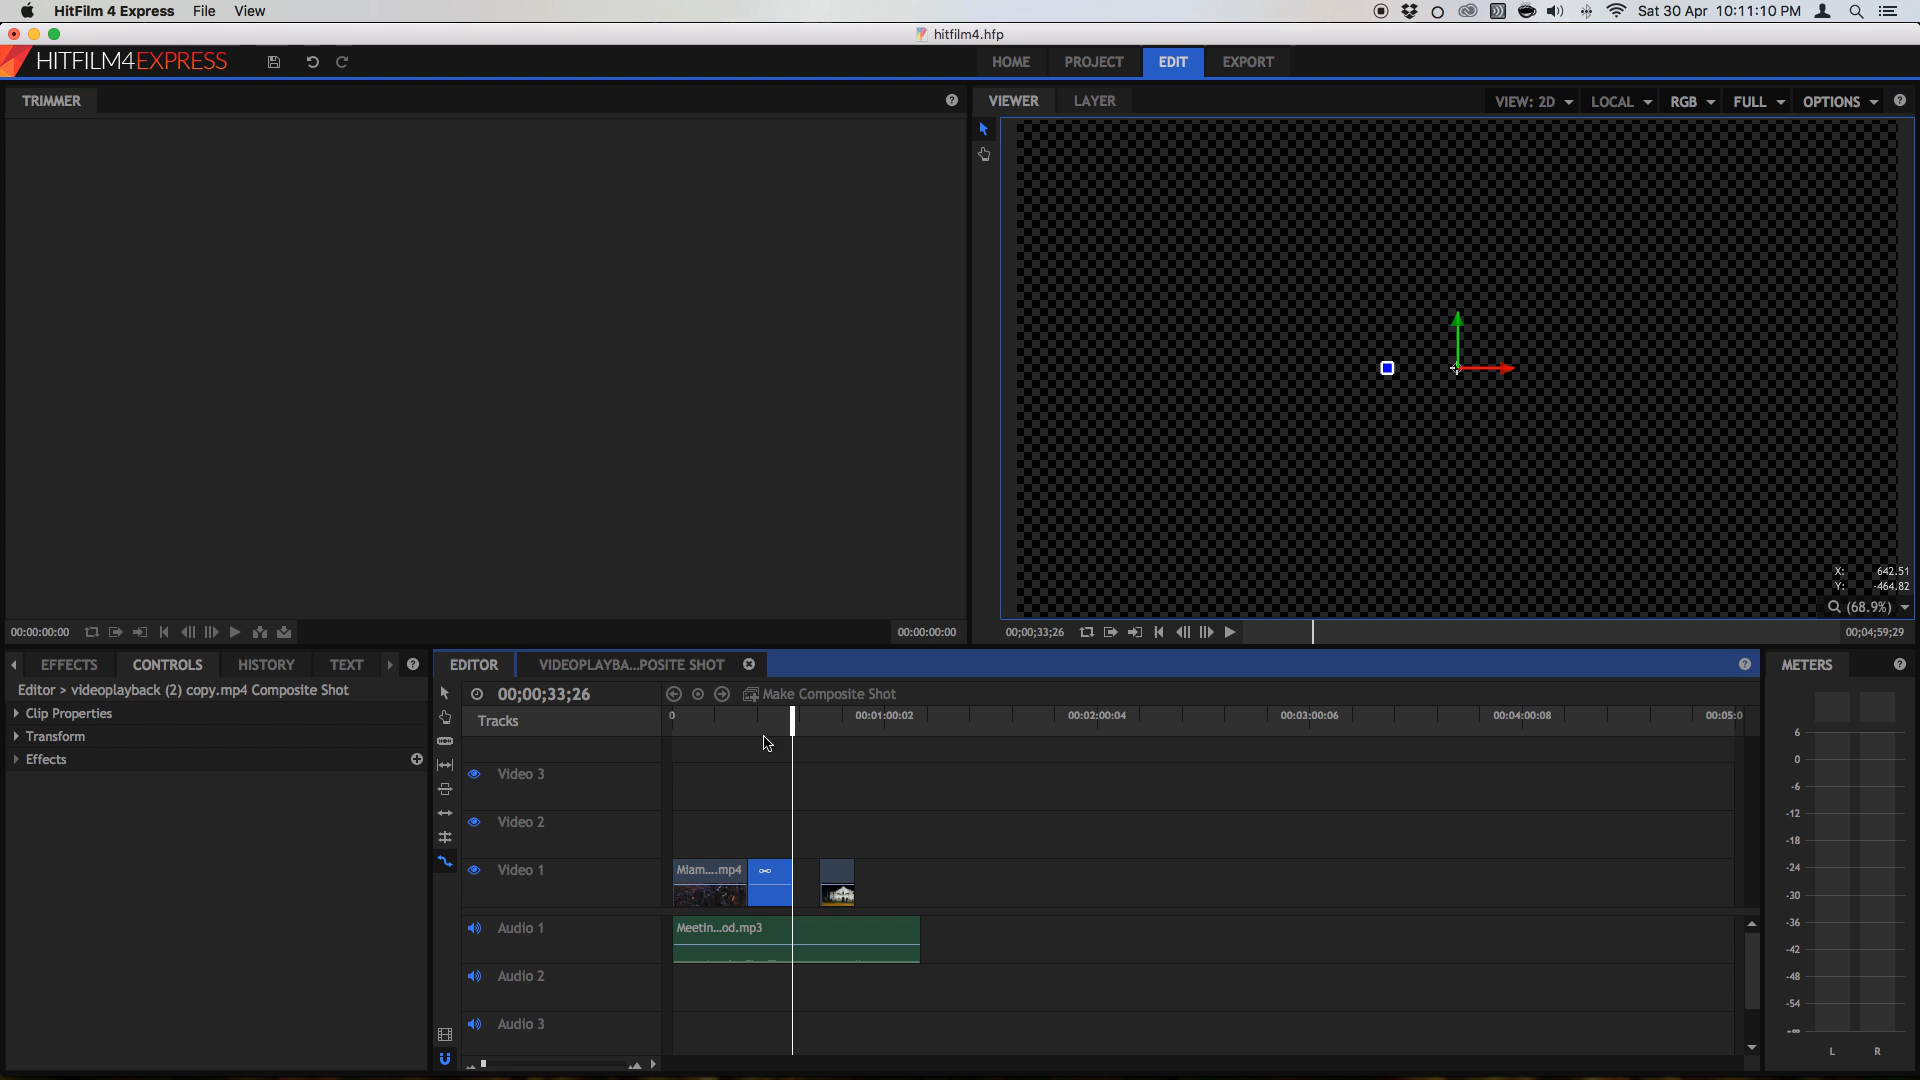 HitFilm 4 Express File View Sat 30 Apr 10:11:10 PM
hitfilm4.hfp
HITFILM4EXPRESS HOME PROJECT EDIT EXPORT
TRIMMER VIEWER LAYER VIEW: 2D LOCAL RGB FULL OPTIONS
X: 642.51
Y: -464.82
(68.9%)
00:00:00:00 00:00:00:00 00;00;33;26 00;04;59;29
EFFECTS CONTROLS HISTORY TEXT EDITOR VIDEOPLAYBA...POSITE SHOT METERS
Editor > videoplayback (2) copy.mp4 Composite Shot
00;00;33;26 Make Composite Shot
Clip Properties
Transform
Effects
Tracks 0 00:01:00:02 00:02:00:04 00:03:00:06 00:04:00:08 00:05:0
Video 3
Video 2
Video 1 Miam....mp4
Audio 1 Meetin...od.mp3
Audio 2
Audio 3
6
0
-6
-12
-18
-24
-30
-36
-42
-48
-54
-∞
L R